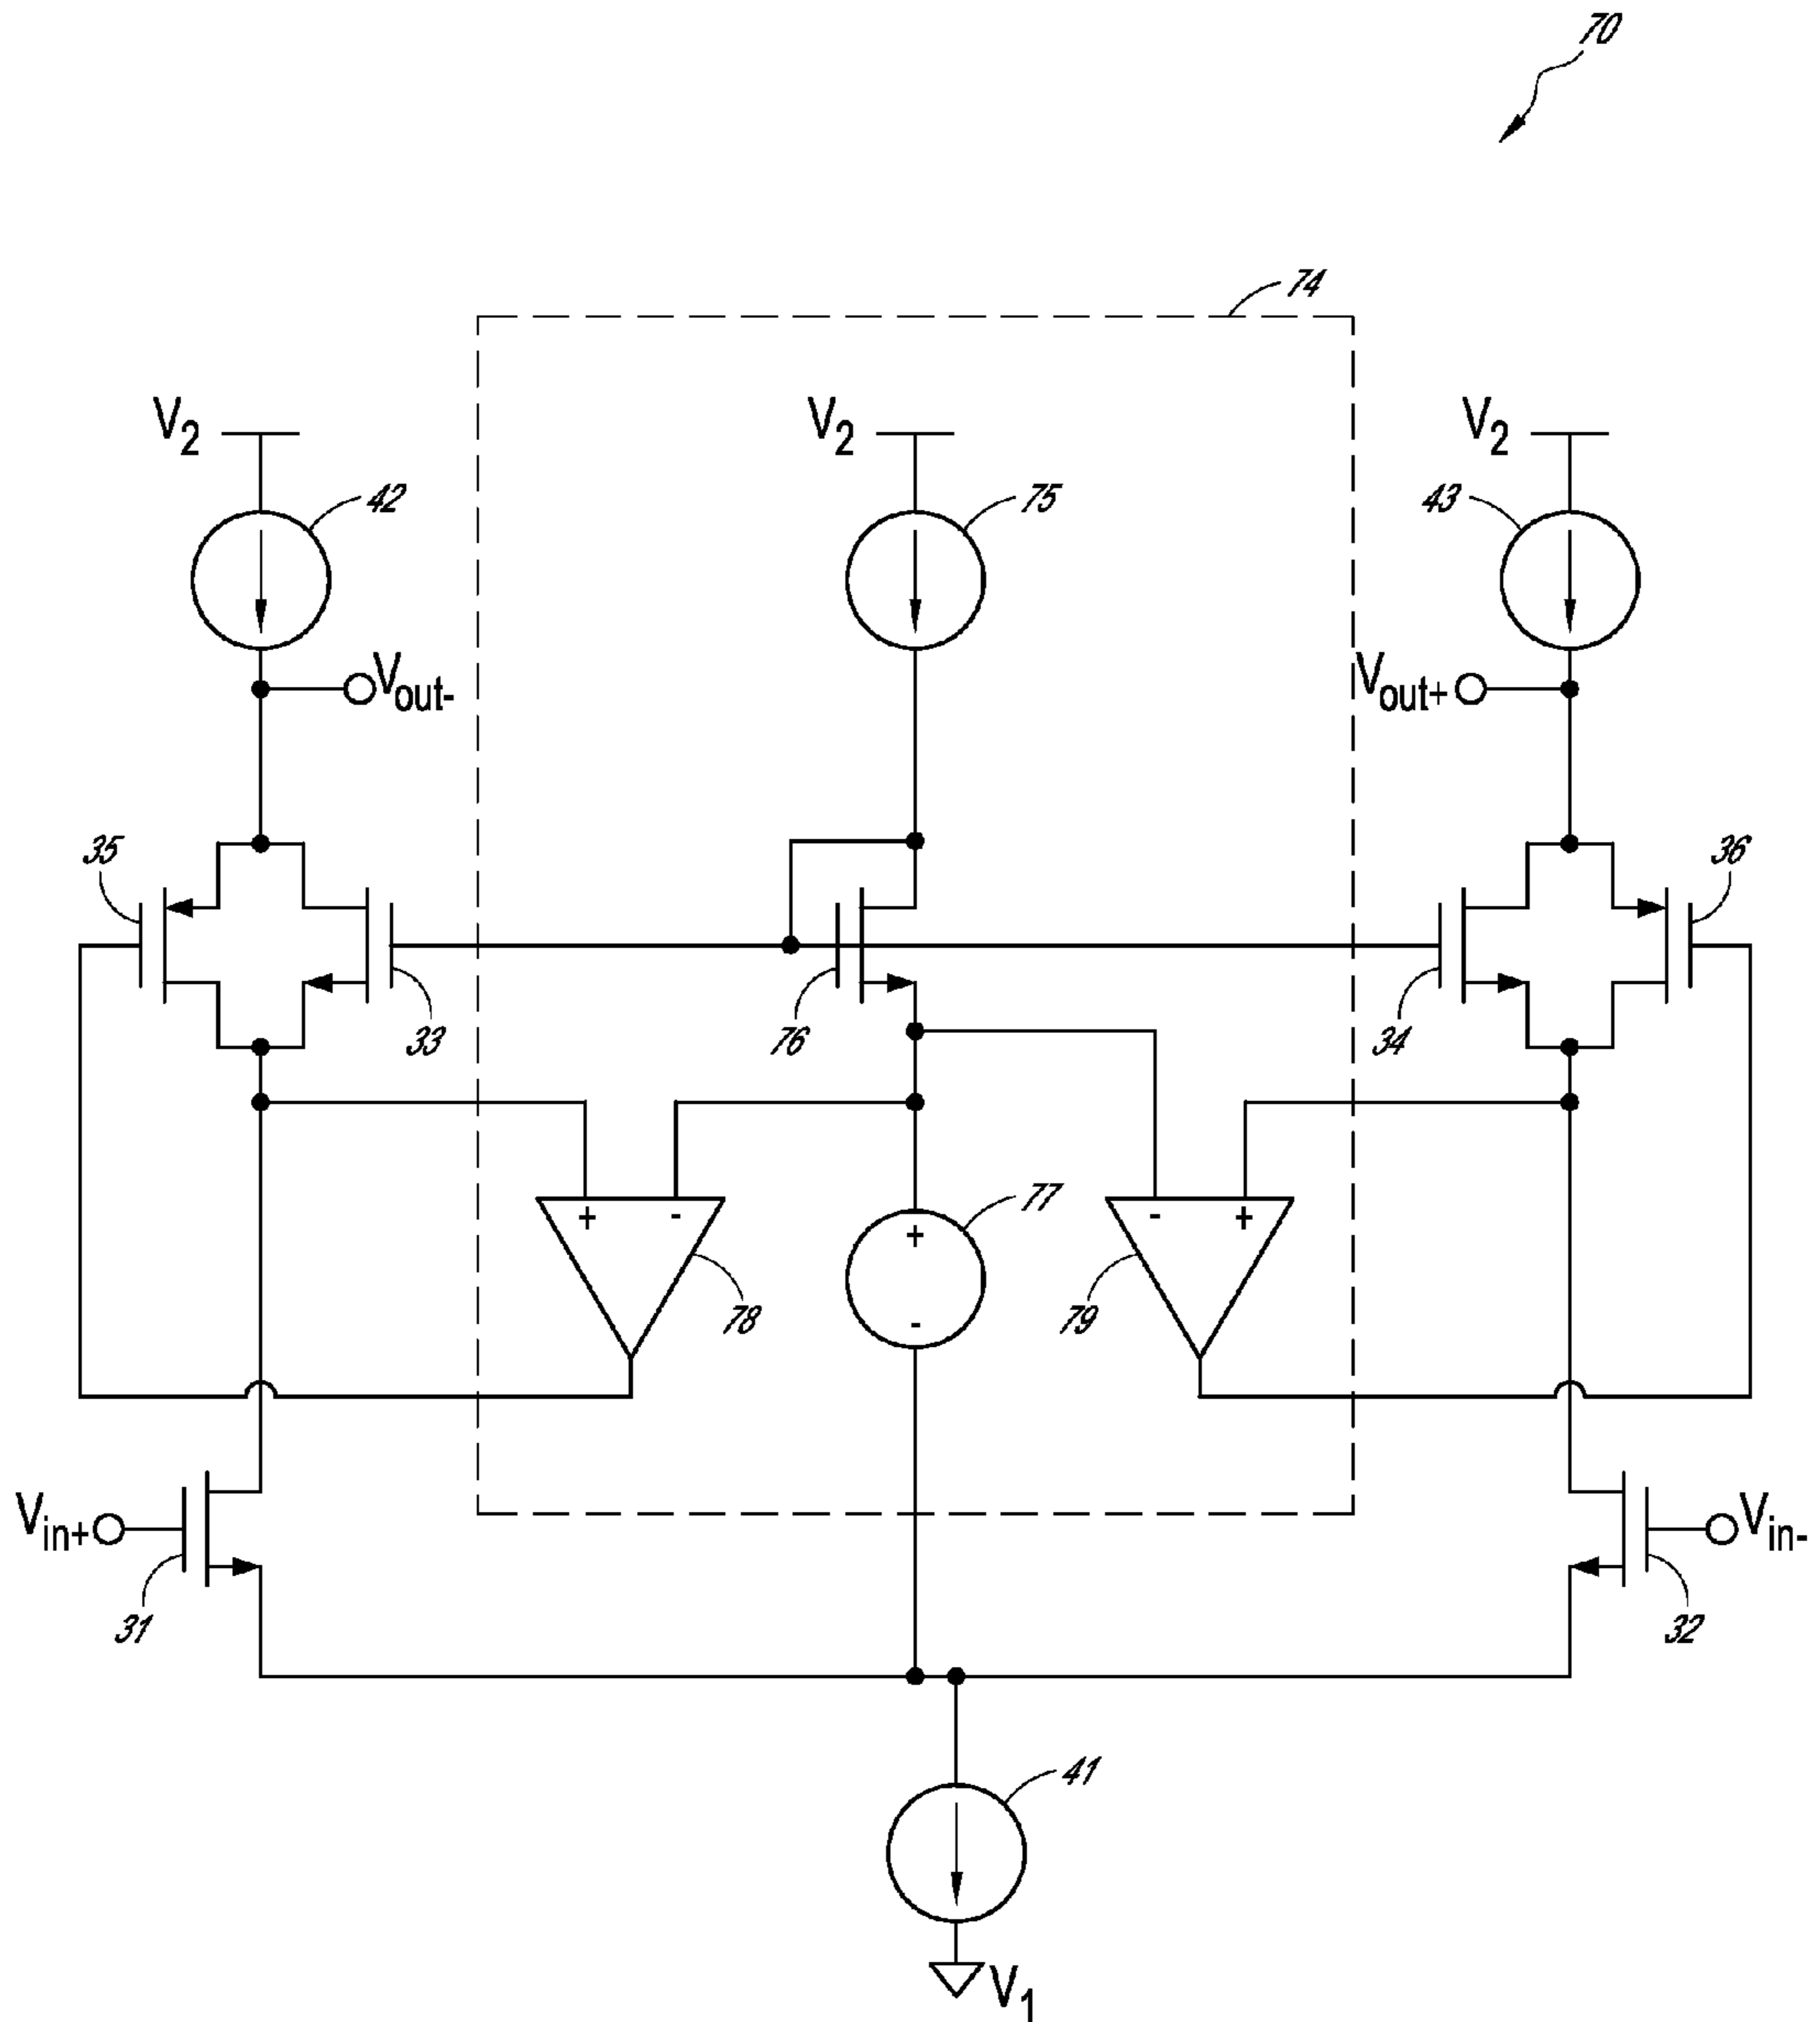 70
74
V2 V2 V2
42 75 43
Vout- Vout+
35 36
33 76 34
+ - + - +
77
78 - 79
Vin+ Vin-
31 32
41
V1